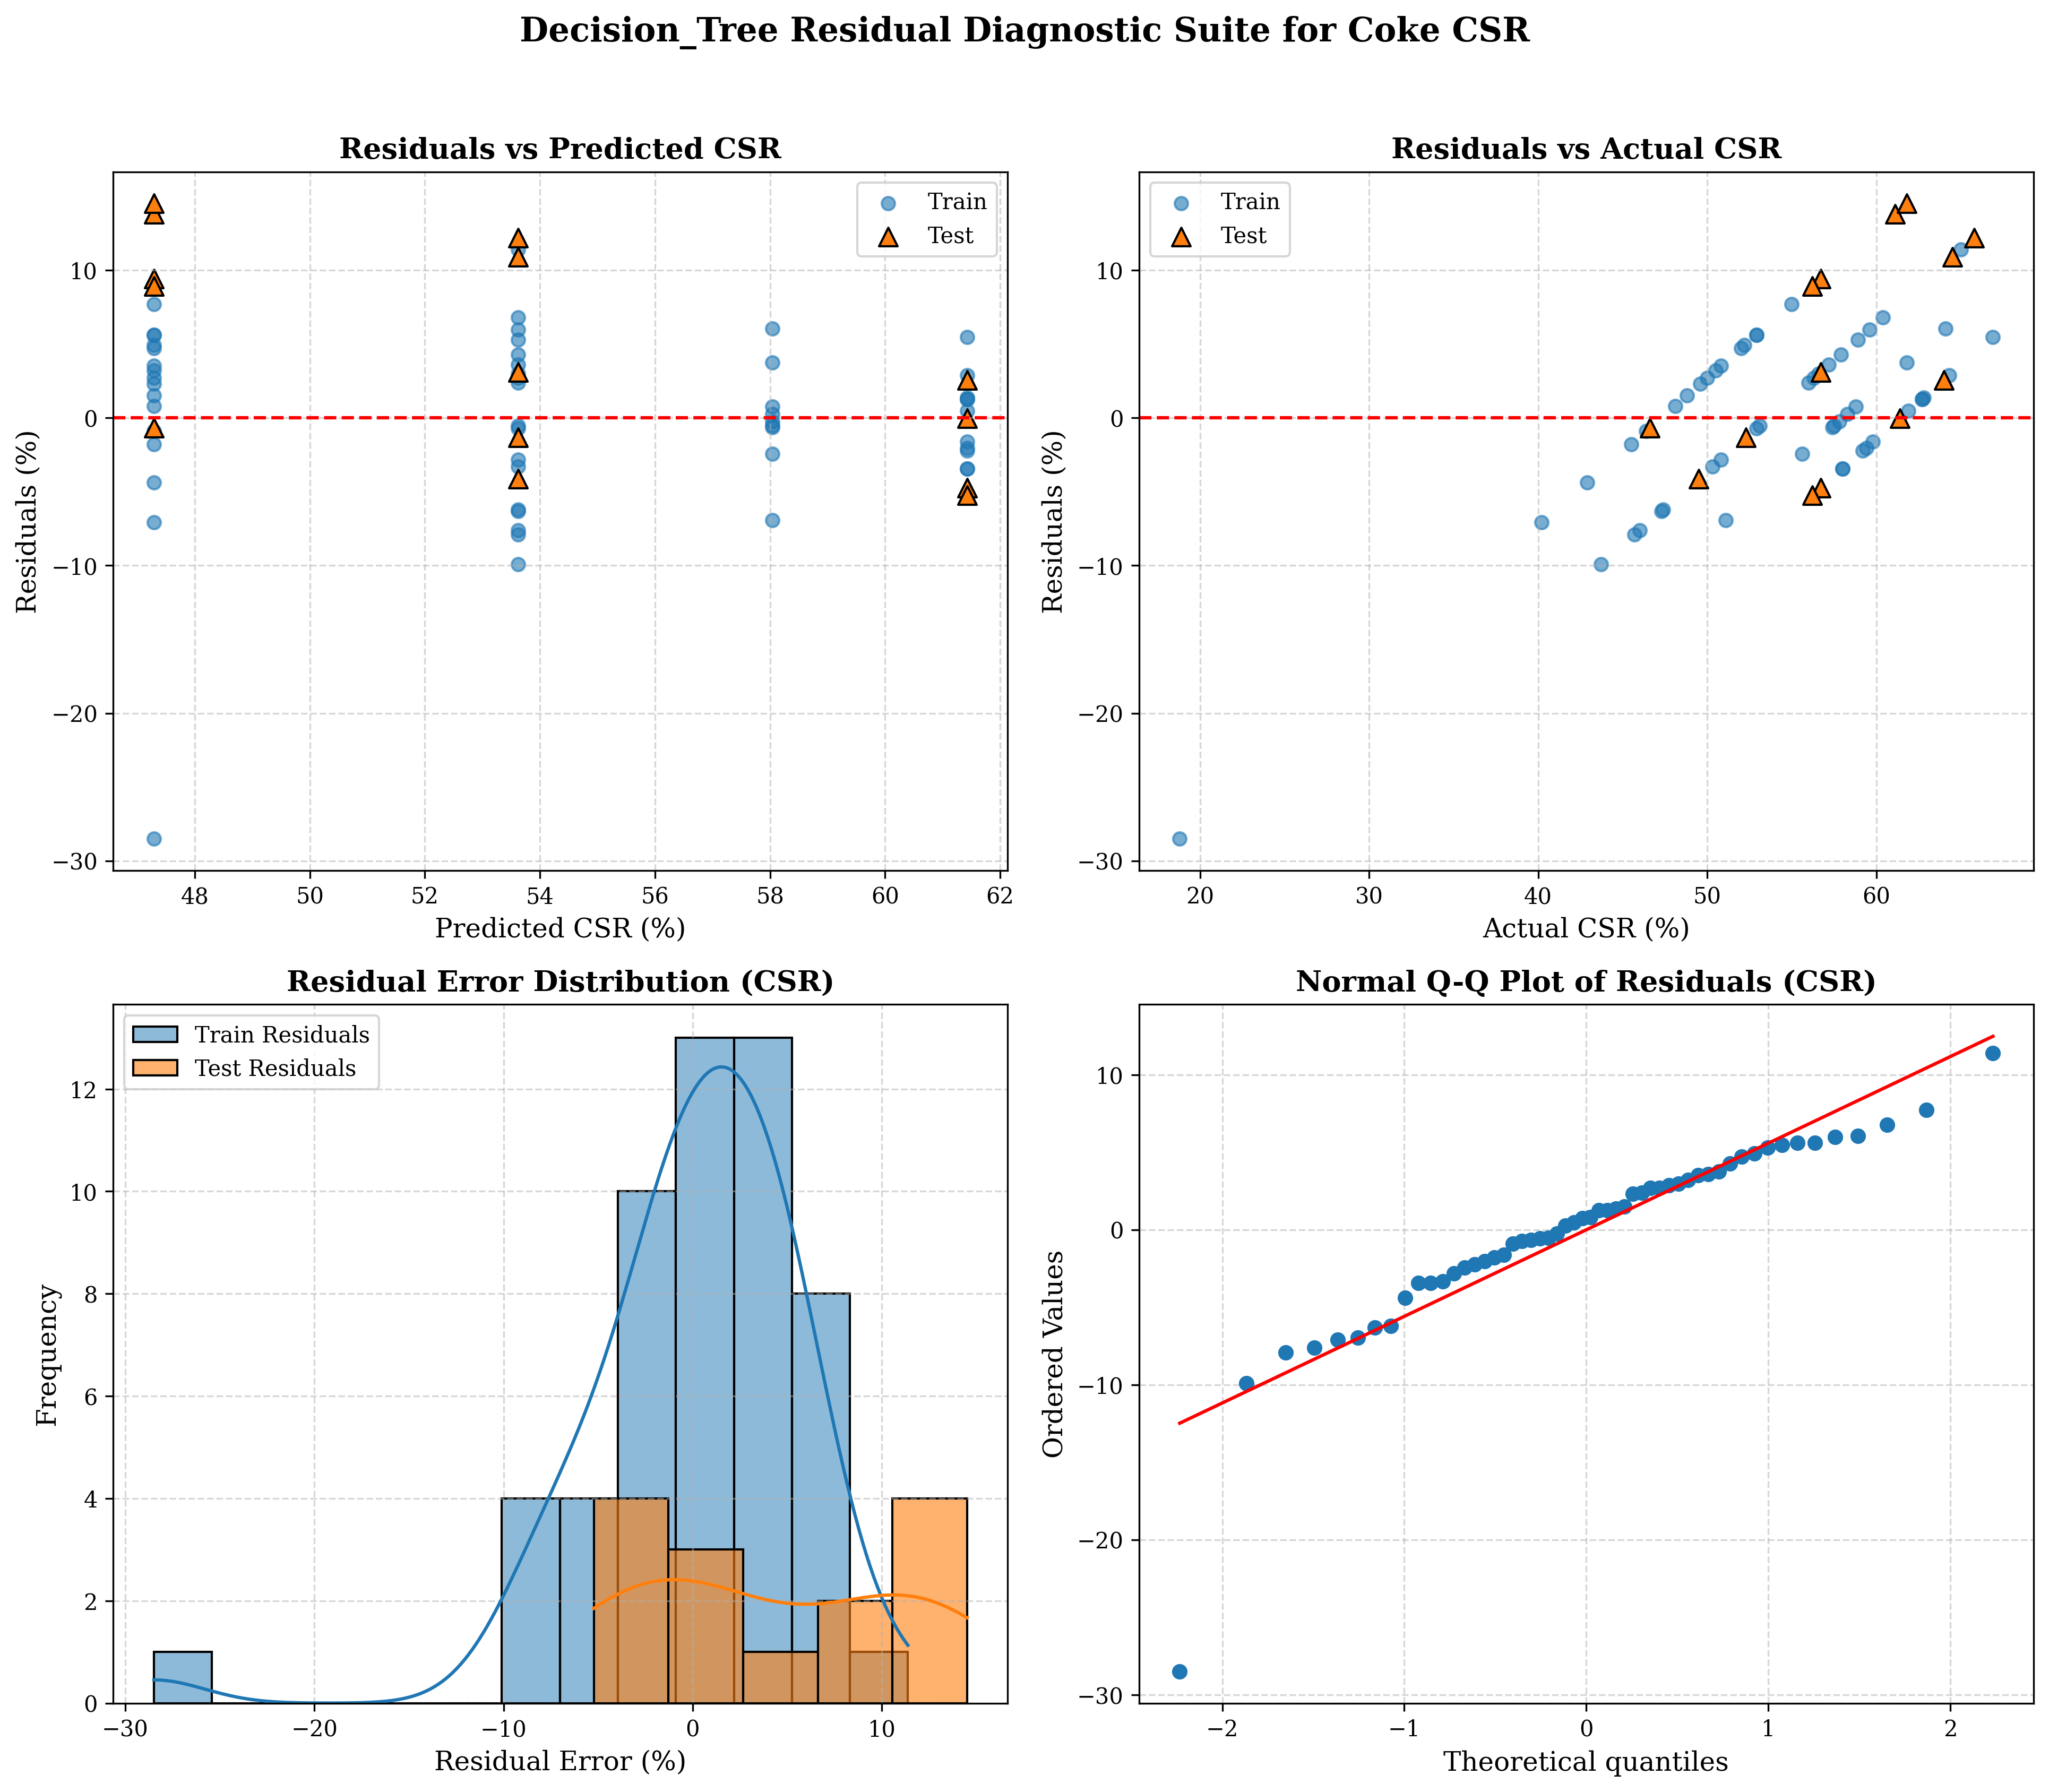 Decision_Tree Residual Diagnostic Suite for Coke CSR
Residuals vs Predicted CSR
Train
Test
10
0
−10
−20
−30
Residuals (%)
48
50
52
54
56
58
60
62
Predicted CSR (%)
Residuals vs Actual CSR
Train
Test
10
0
−10
−20
−30
Residuals (%)
20
30
40
50
60
Actual CSR (%)
Residual Error Distribution (CSR)
Train Residuals
Test Residuals
12
10
8
6
4
2
0
Frequency
−30
−20
−10
0
10
Residual Error (%)
Normal Q-Q Plot of Residuals (CSR)
10
0
−10
−20
−30
Ordered Values
−2
−1
0
1
2
Theoretical quantiles